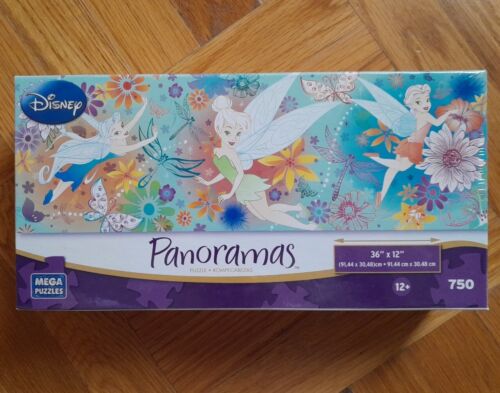 Disney
Panoramas™
PUZZLE • ROMPECABEZAS
36" x 12"
(91,44 x 30,48)cm • 91.44 cm x 30.48 cm
MEGA
PUZZLES
12+
750